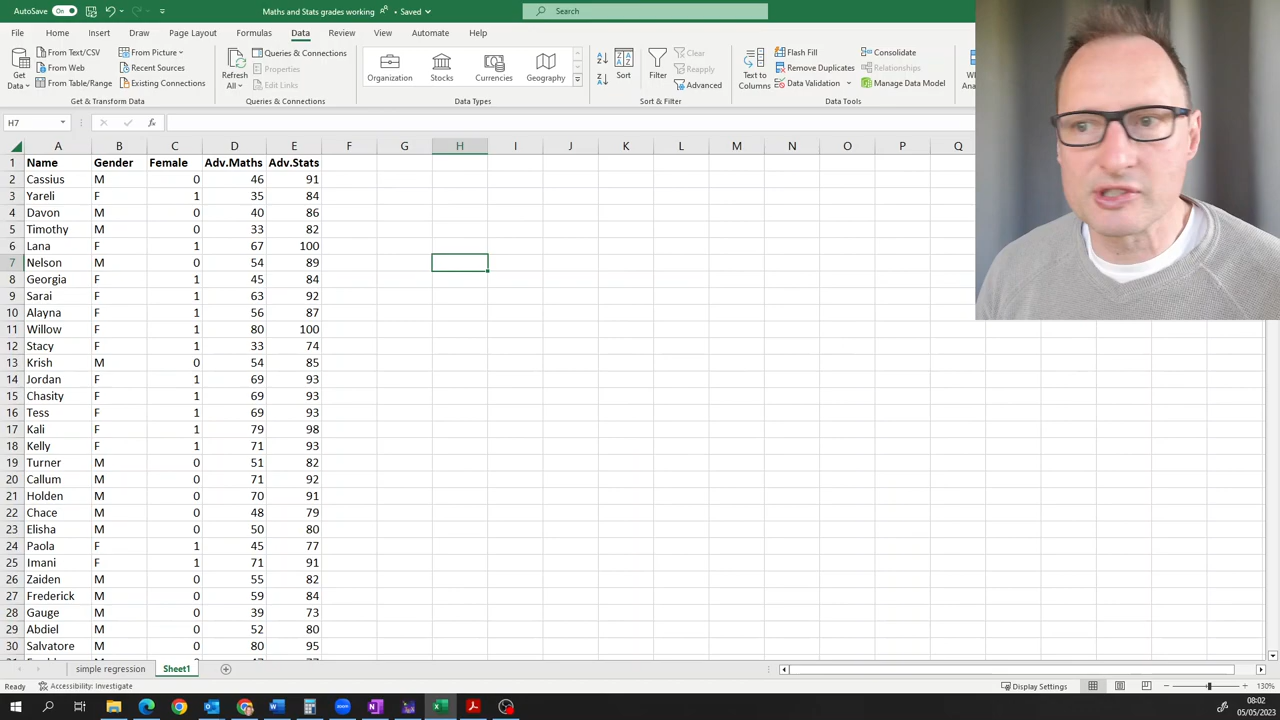 AutoSave On Maths and Stats grades working • Saved Search
File Home Insert Draw Page Layout Formulas Data Review View Automate Help
Get Data From Text/CSV From Web From Table/Range From Picture Recent Sources Existing Connections
Refresh All Queries & Connections Properties Edit Links
Organization Stocks Currencies Geography
Sort Filter Clear Reapply Advanced
Text to Columns Flash Fill Remove Duplicates Data Validation Consolidate Relationships Manage Data Model
Get & Transform Data Queries & Connections Data Types Sort & Filter Data Tools
H7 fx
A B C D E F G H I J K L M N O P Q
1 Name Gender Female Adv.Maths Adv.Stats
2 Cassius M 0 46 91
3 Yareli F 1 35 84
4 Davon M 0 40 86
5 Timothy M 0 33 82
6 Lana F 1 67 100
7 Nelson M 0 54 89
8 Georgia F 1 45 84
9 Sarai F 1 63 92
10 Alayna F 1 56 87
11 Willow F 1 80 100
12 Stacy F 1 33 74
13 Krish M 0 54 85
14 Jordan F 1 69 93
15 Chasity F 1 69 93
16 Tess F 1 69 93
17 Kali F 1 79 98
18 Kelly F 1 71 93
19 Turner M 0 51 82
20 Callum M 0 71 92
21 Holden M 0 70 91
22 Chace M 0 48 79
23 Elisha M 0 50 80
24 Paola F 1 45 77
25 Imani F 1 71 91
26 Zaiden M 0 55 82
27 Frederick M 0 59 84
28 Gauge M 0 39 73
29 Abdiel M 0 52 80
30 Salvatore M 0 80 95
simple regression Sheet1
Ready Accessibility: Investigate Display Settings 130%
08:02
05/05/2023